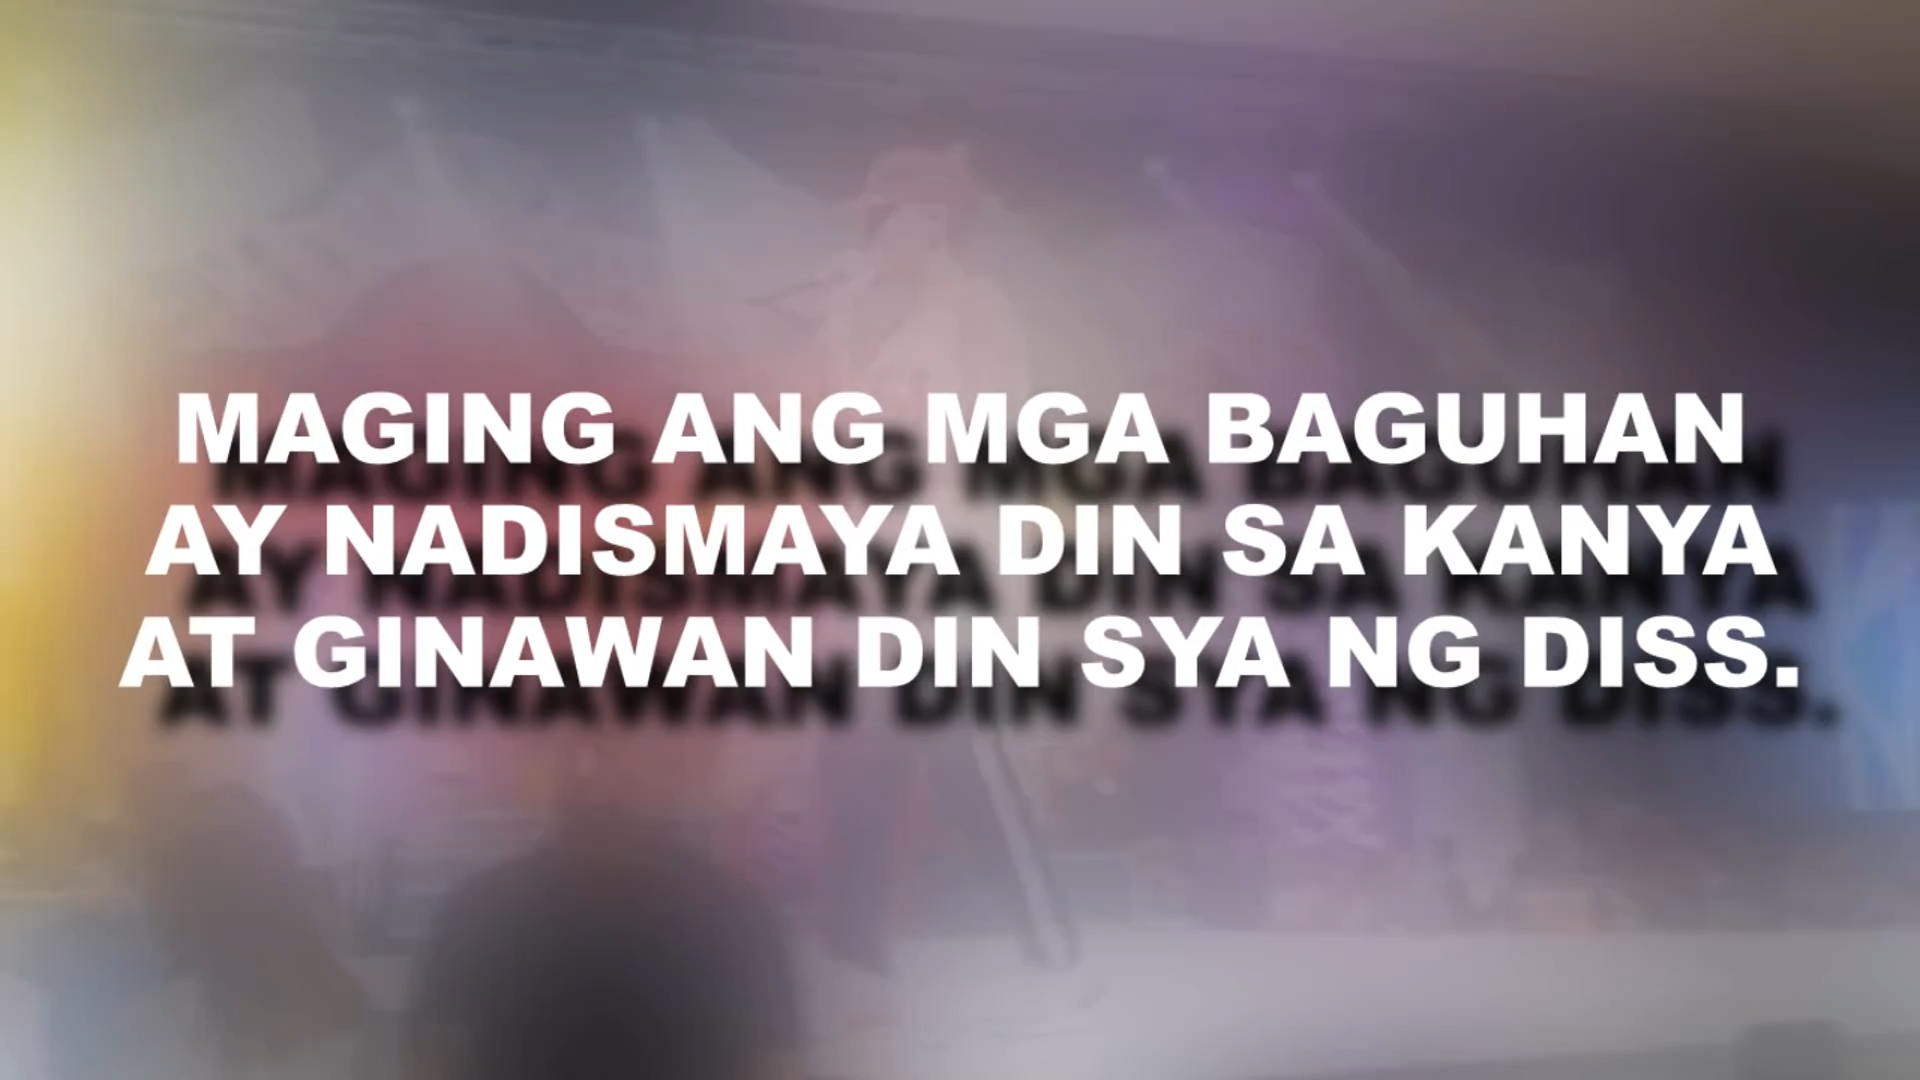 MAGING ANG MGA BAGUHAN
AY NADISMAYA DIN SA KANYA
AT GINAWAN DIN SYA NG DISS.